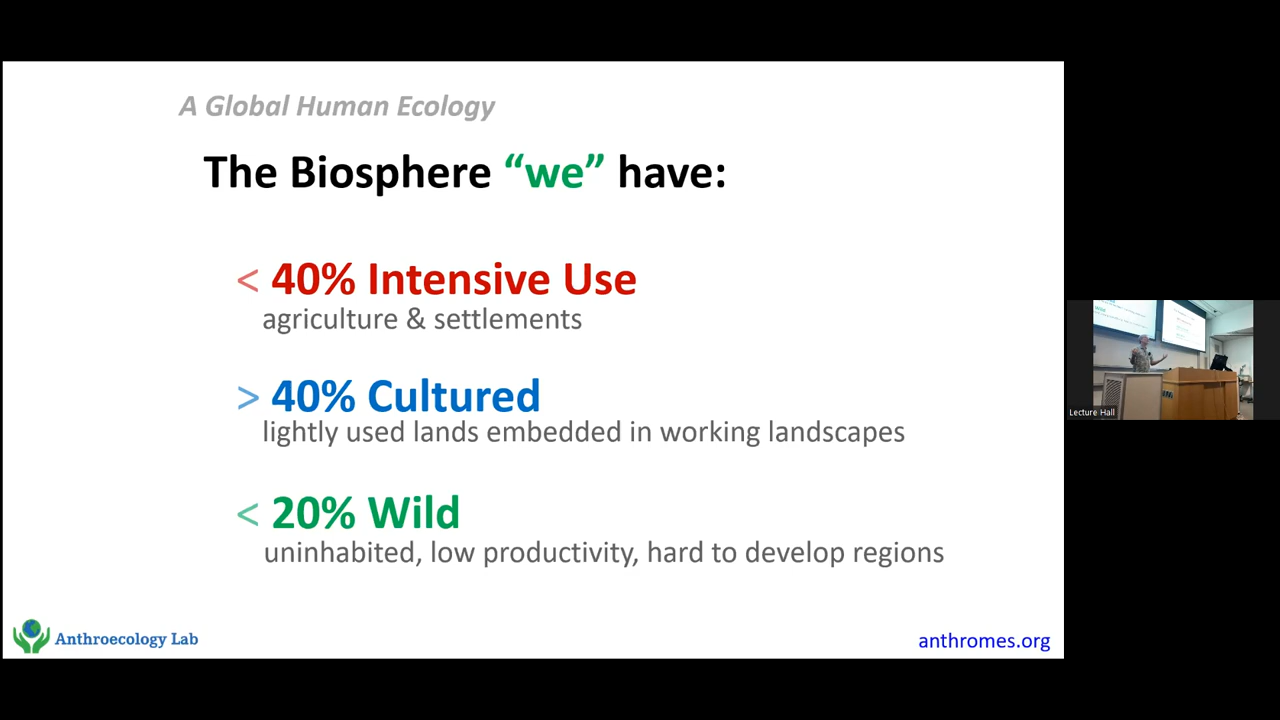 A Global Human Ecology
The Biosphere “we” have:
< 40% Intensive Use
agriculture & settlements
> 40% Cultured
lightly used lands embedded in working landscapes
< 20% Wild
uninhabited, low productivity, hard to develop regions
Anthroecology Lab
anthromes.org
Lecture Hall